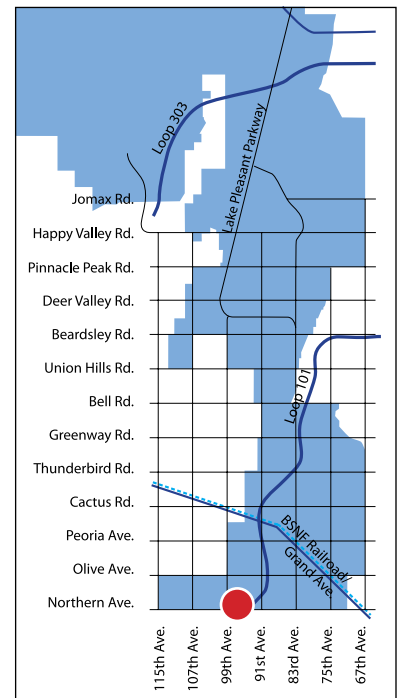 Loop 303
Lake Pleasant Parkway
Jomax Rd.
Happy Valley Rd.
Pinnacle Peak Rd.
Deer Valley Rd.
Beardsley Rd.
Union Hills Rd.
Bell Rd.
Loop 101
Greenway Rd.
Thunderbird Rd.
Cactus Rd.
Peoria Ave.
BSNF Railroad/
Grand Ave
Olive Ave.
Northern Ave.
115th Ave.
107th Ave.
99th Ave.
91st Ave.
83rd Ave.
75th Ave.
67th Ave.